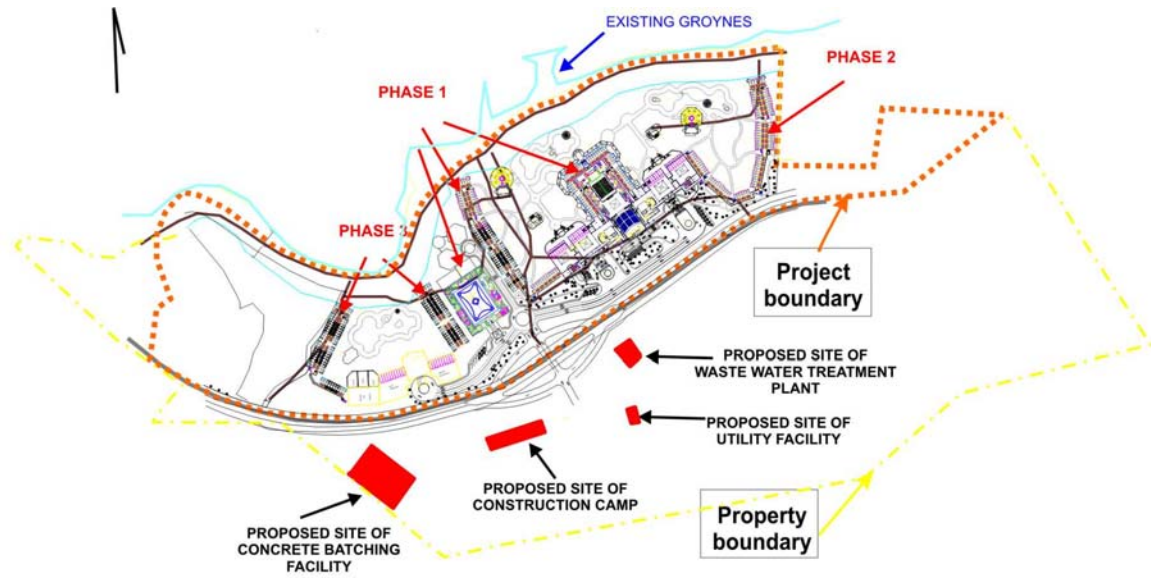 EXISTING GROYNES
PHASE 2
PHASE 1
PHASE
Project
boundary
PROPOSED SITE OF
WASTE WATER TREATMENT
PLANT
PROPOSED SITE OF
UTILITY FACILITY
PROPOSED SITE OF
CONSTRUCTION CAMP
Property
boundary
PROPOSED SITE OF
CONCRETE BATCHING
FACILITY